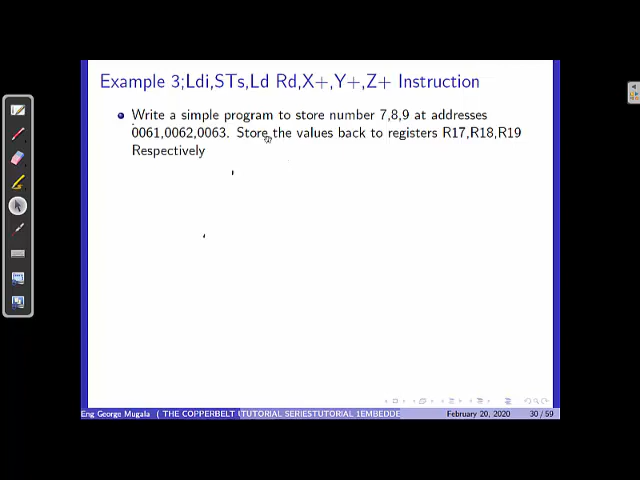 Example 3;Ldi,STs,Ld Rd,X+,Y+,Z+ Instruction
Write a simple program to store number 7,8,9 at addresses
0061,0062,0063. Store the values back to registers R17,R18,R19
Respectively
Eng George Mugala ( THE COPPERBELT UTUTORIAL SERIESTUTORIAL 1EMBEDDE February 20, 2020 30 / 59